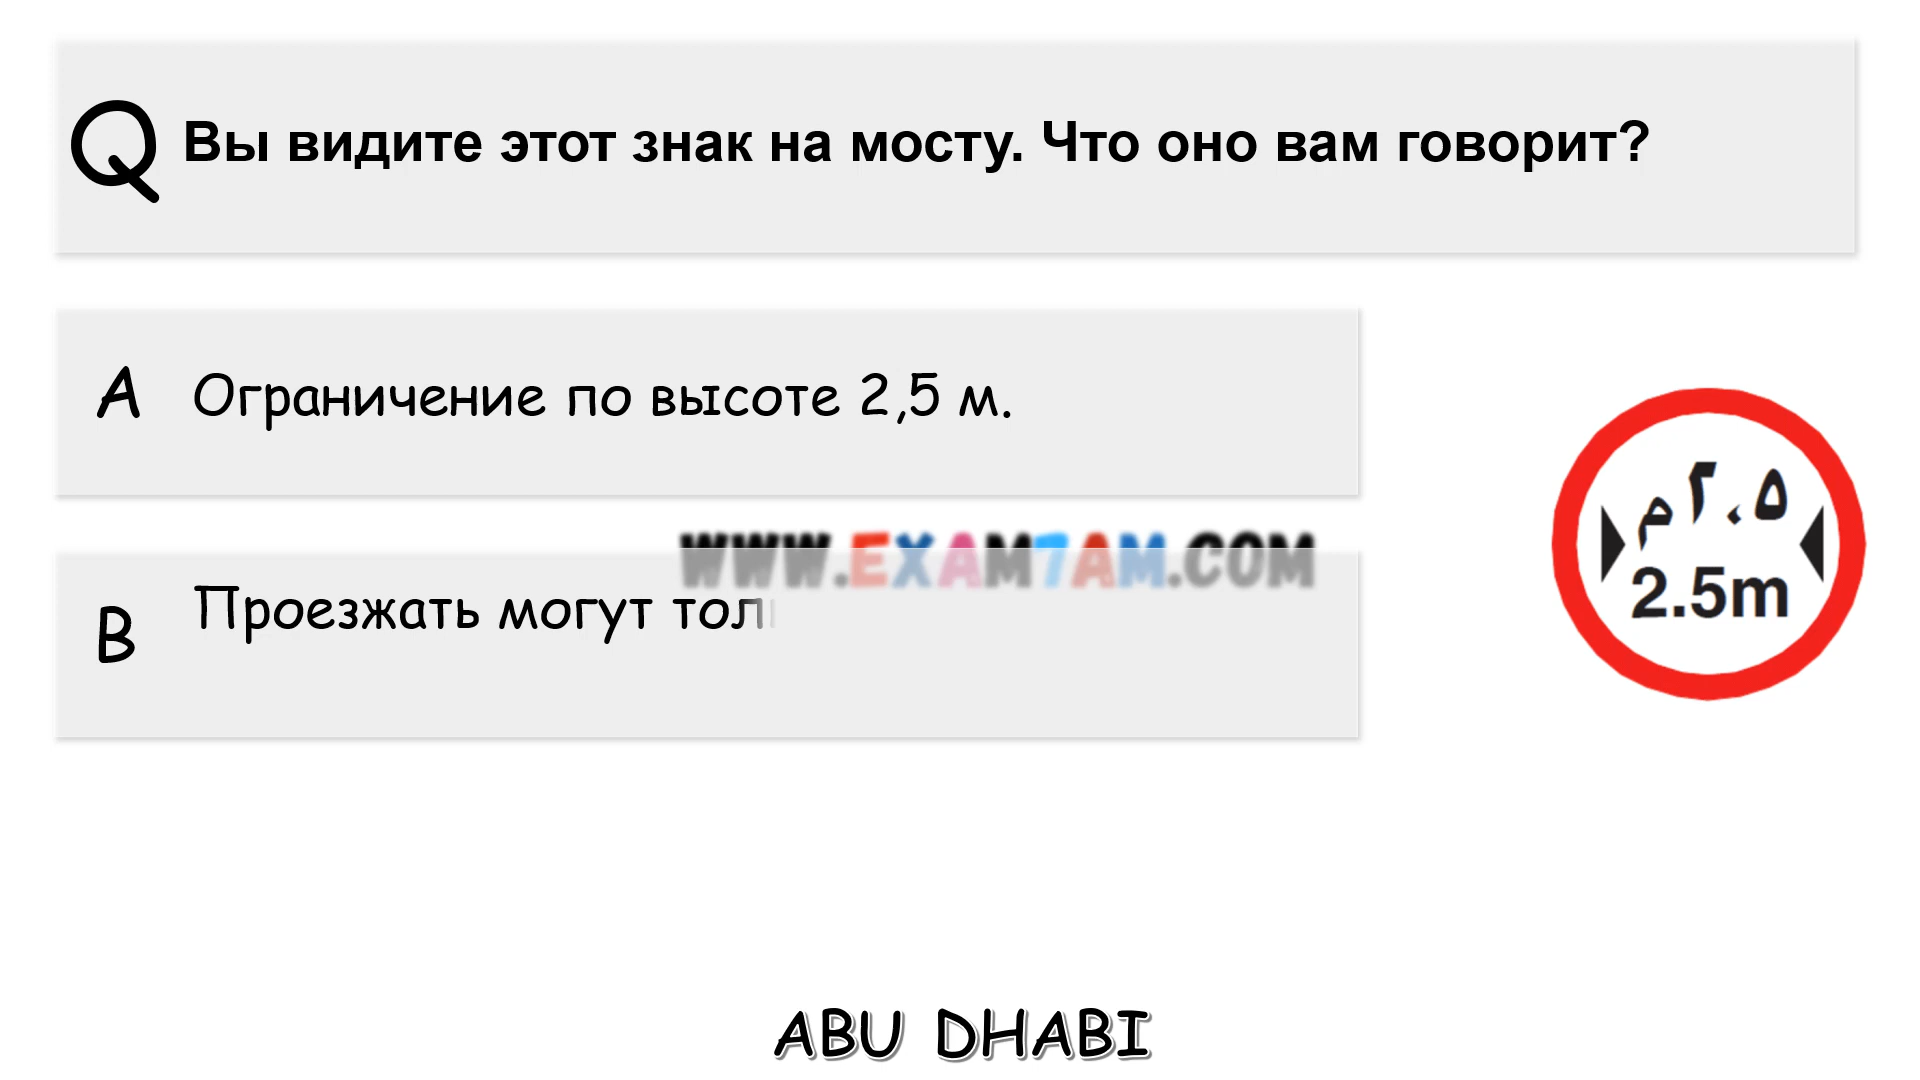 Q Вы видите этот знак на мосту. Что оно вам говорит?
A Ограничение по высоте 2,5 м.
WWW.EXAM7AM.COM
B Проезжать могут тол
٢،٥ م
2.5m
ABU DHABI